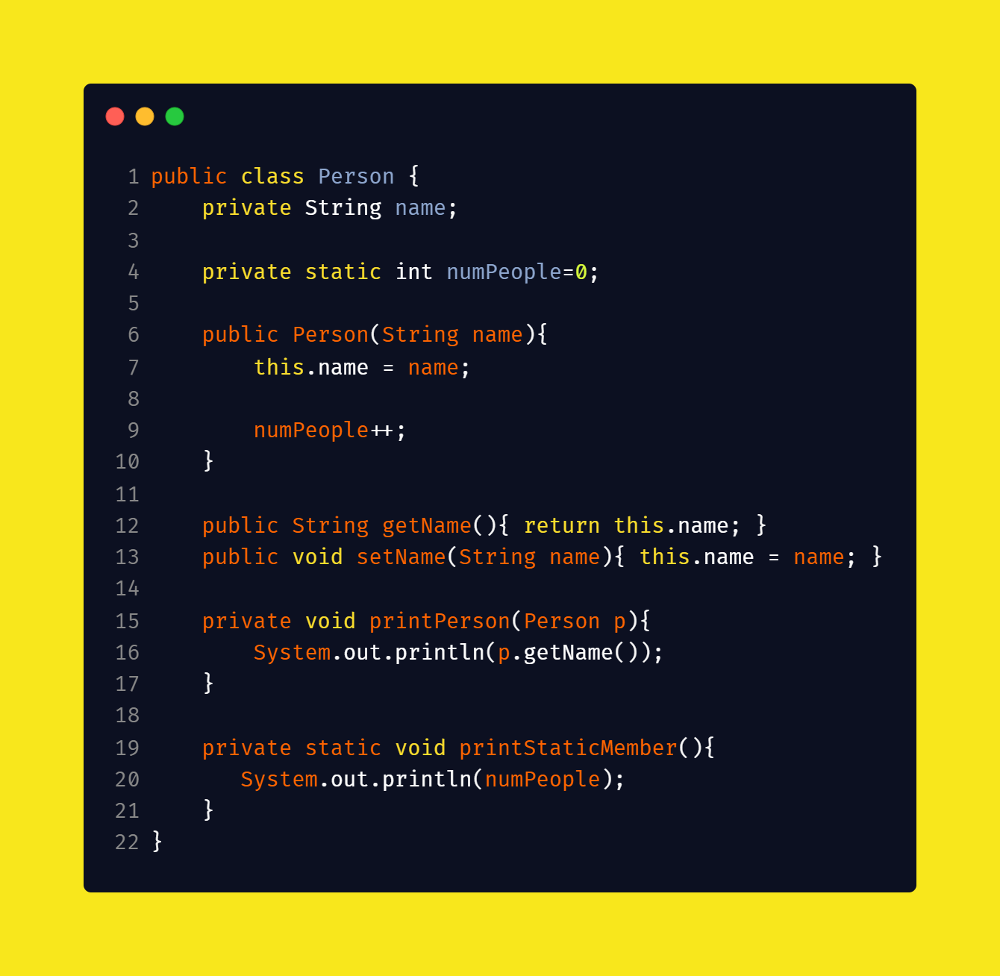 1 public class Person {
2     private String name;
3
4     private static int numPeople=0;
5
6     public Person(String name){
7         this.name = name;
8
9         numPeople++;
10     }
11
12     public String getName(){ return this.name; }
13     public void setName(String name){ this.name = name; }
14
15     private void printPerson(Person p){
16         System.out.println(p.getName());
17     }
18
19     private static void printStaticMember(){
20        System.out.println(numPeople);
21     }
22 }